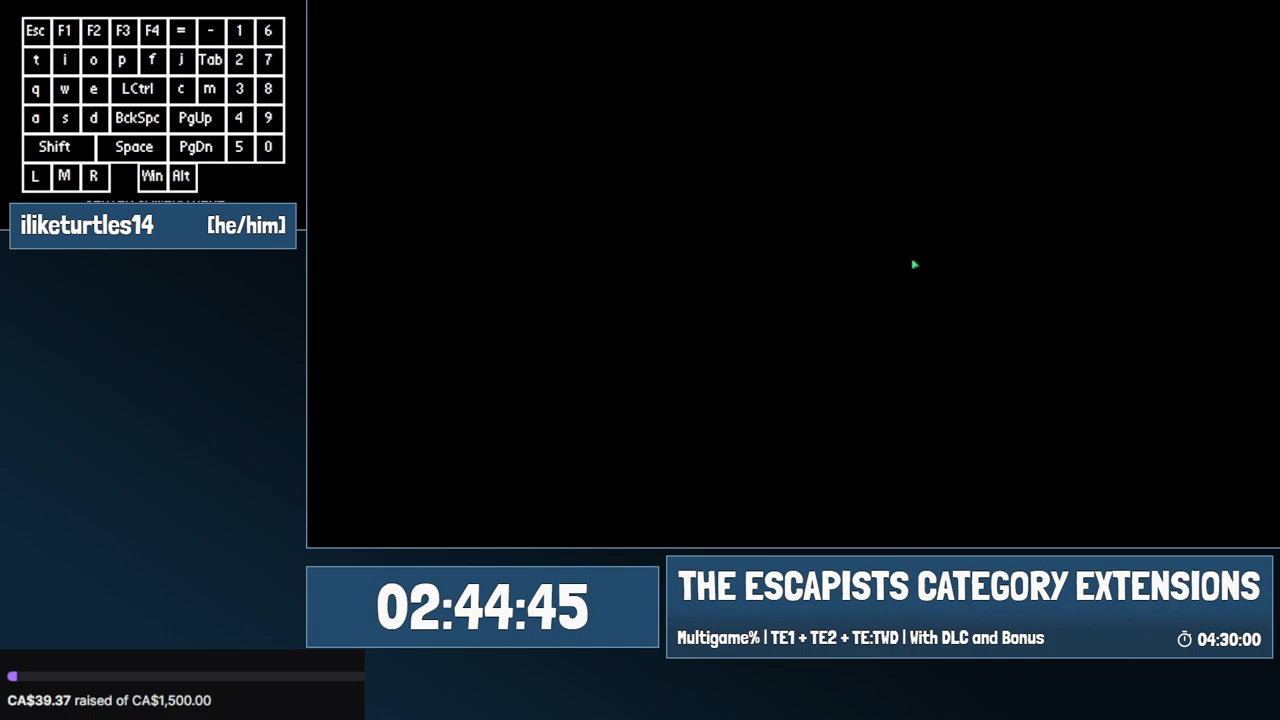 Esc F1 F2 F3 F4 = - 1 6
t i o p f j Tab 2 7
q w e LCtrl c m 3 8
a s d BckSpc PgUp 4 9
Shift Space PgDn 5 0
L M R Win Alt
iliketurtles14 [he/him]
02:44:45
THE ESCAPISTS CATEGORY EXTENSIONS
Multigame% | TE1 + TE2 + TE:TWD | With DLC and Bonus 04:30:00
CA$39.37 raised of CA$1,500.00